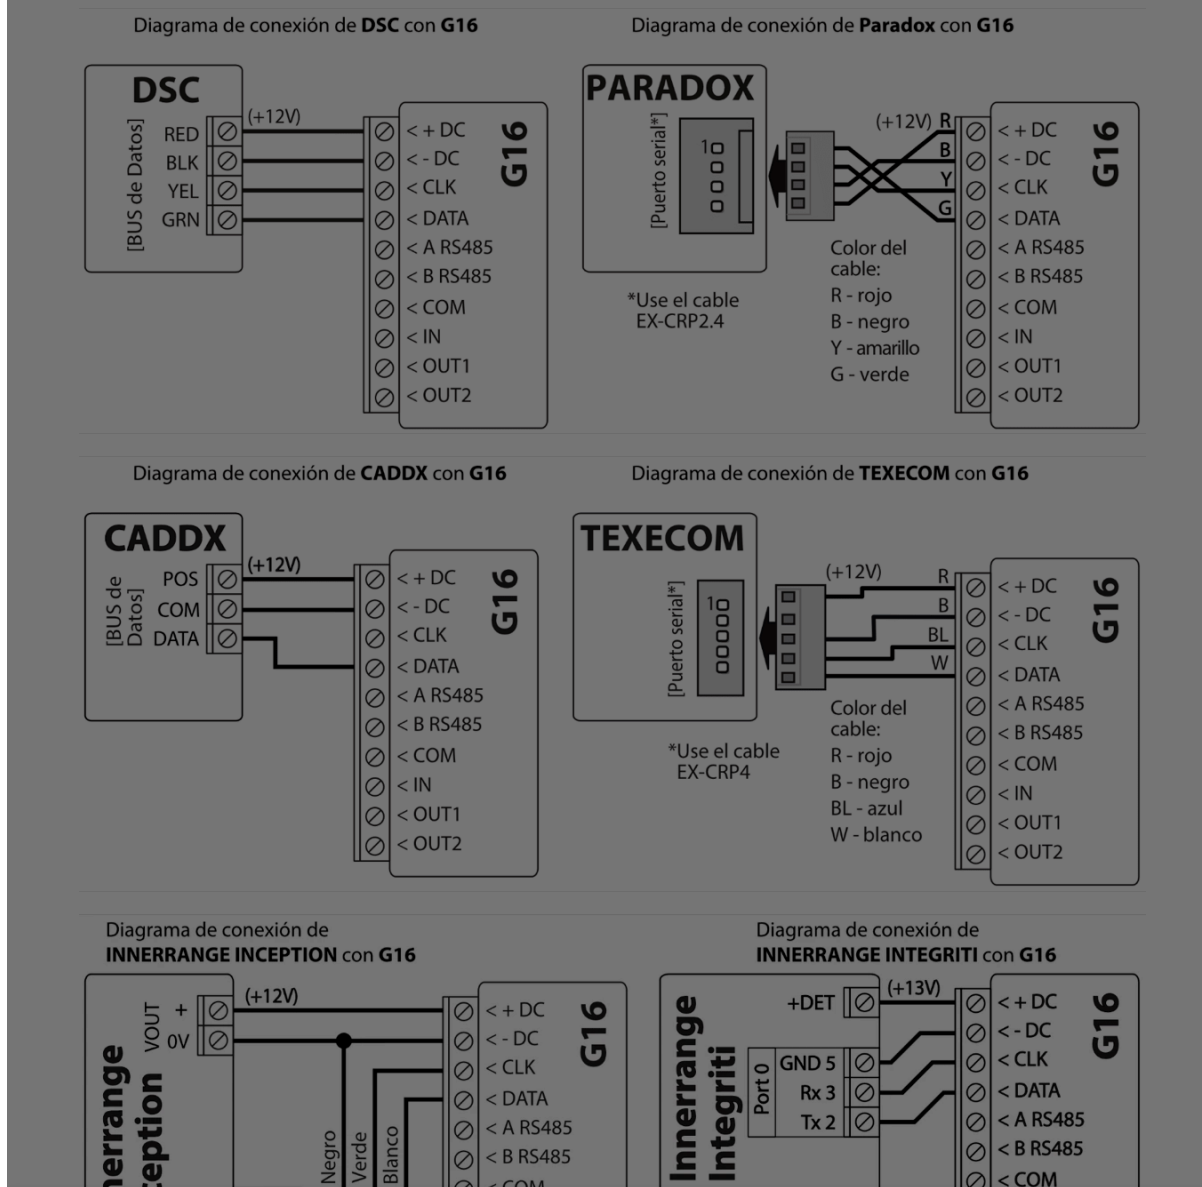 Diagrama de conexión de DSC con G16
DSC
[BUS de Datos]
RED
BLK
YEL
GRN
(+12V)
< + DC
< - DC
< CLK
< DATA
< A RS485
< B RS485
< COM
< IN
< OUT1
< OUT2
G16
Diagrama de conexión de Paradox con G16
PARADOX
[Puerto serial*]
1
*Use el cable
EX-CRP2.4
(+12V) R
B
Y
G
Color del
cable:
R - rojo
B - negro
Y - amarillo
G - verde
< + DC
< - DC
< CLK
< DATA
< A RS485
< B RS485
< COM
< IN
< OUT1
< OUT2
G16
Diagrama de conexión de CADDX con G16
CADDX
[BUS de
Datos]
POS
COM
DATA
(+12V)
< + DC
< - DC
< CLK
< DATA
< A RS485
< B RS485
< COM
< IN
< OUT1
< OUT2
G16
Diagrama de conexión de TEXECOM con G16
TEXECOM
[Puerto serial*]
1
*Use el cable
EX-CRP4
(+12V)
R
B
BL
W
Color del
cable:
R - rojo
B - negro
BL - azul
W - blanco
< + DC
< - DC
< CLK
< DATA
< A RS485
< B RS485
< COM
< IN
< OUT1
< OUT2
G16
Diagrama de conexión de
INNERRANGE INCEPTION con G16
VOUT
+
0V
(+12V)
Negro
Verde
Blanco
< + DC
< - DC
< CLK
< DATA
< A RS485
< B RS485
< COM
G16
Diagrama de conexión de
INNERRANGE INTEGRITI con G16
Innerrange
Integriti
+DET
Port 0
GND 5
Rx 3
Tx 2
(+13V)
< + DC
< - DC
< CLK
< DATA
< A RS485
< B RS485
< COM
G16